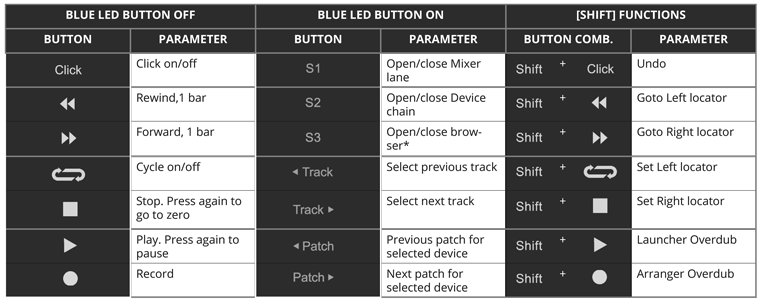 BLUE LED BUTTON OFF BLUE LED BUTTON ON [SHIFT] FUNCTIONS
BUTTON PARAMETER BUTTON PARAMETER BUTTON COMB. PARAMETER
Click Click on/off S1 Open/close Mixer Shift + Click Undo
lane
Rewind,1 bar S2 Open/close Device Shift + Goto Left locator
chain
Forward, 1 bar S3 Open/close brow- Shift + Goto Right locator
ser*
Cycle on/off ◂ Track Select previous track Shift + Set Left locator
Stop. Press again to Track ▸ Select next track Shift + Set Right locator
go to zero
Play. Press again to ◂ Patch Previous patch for Shift + Launcher Overdub
pause selected device
Record Patch ▸ Next patch for Shift + Arranger Overdub
selected device